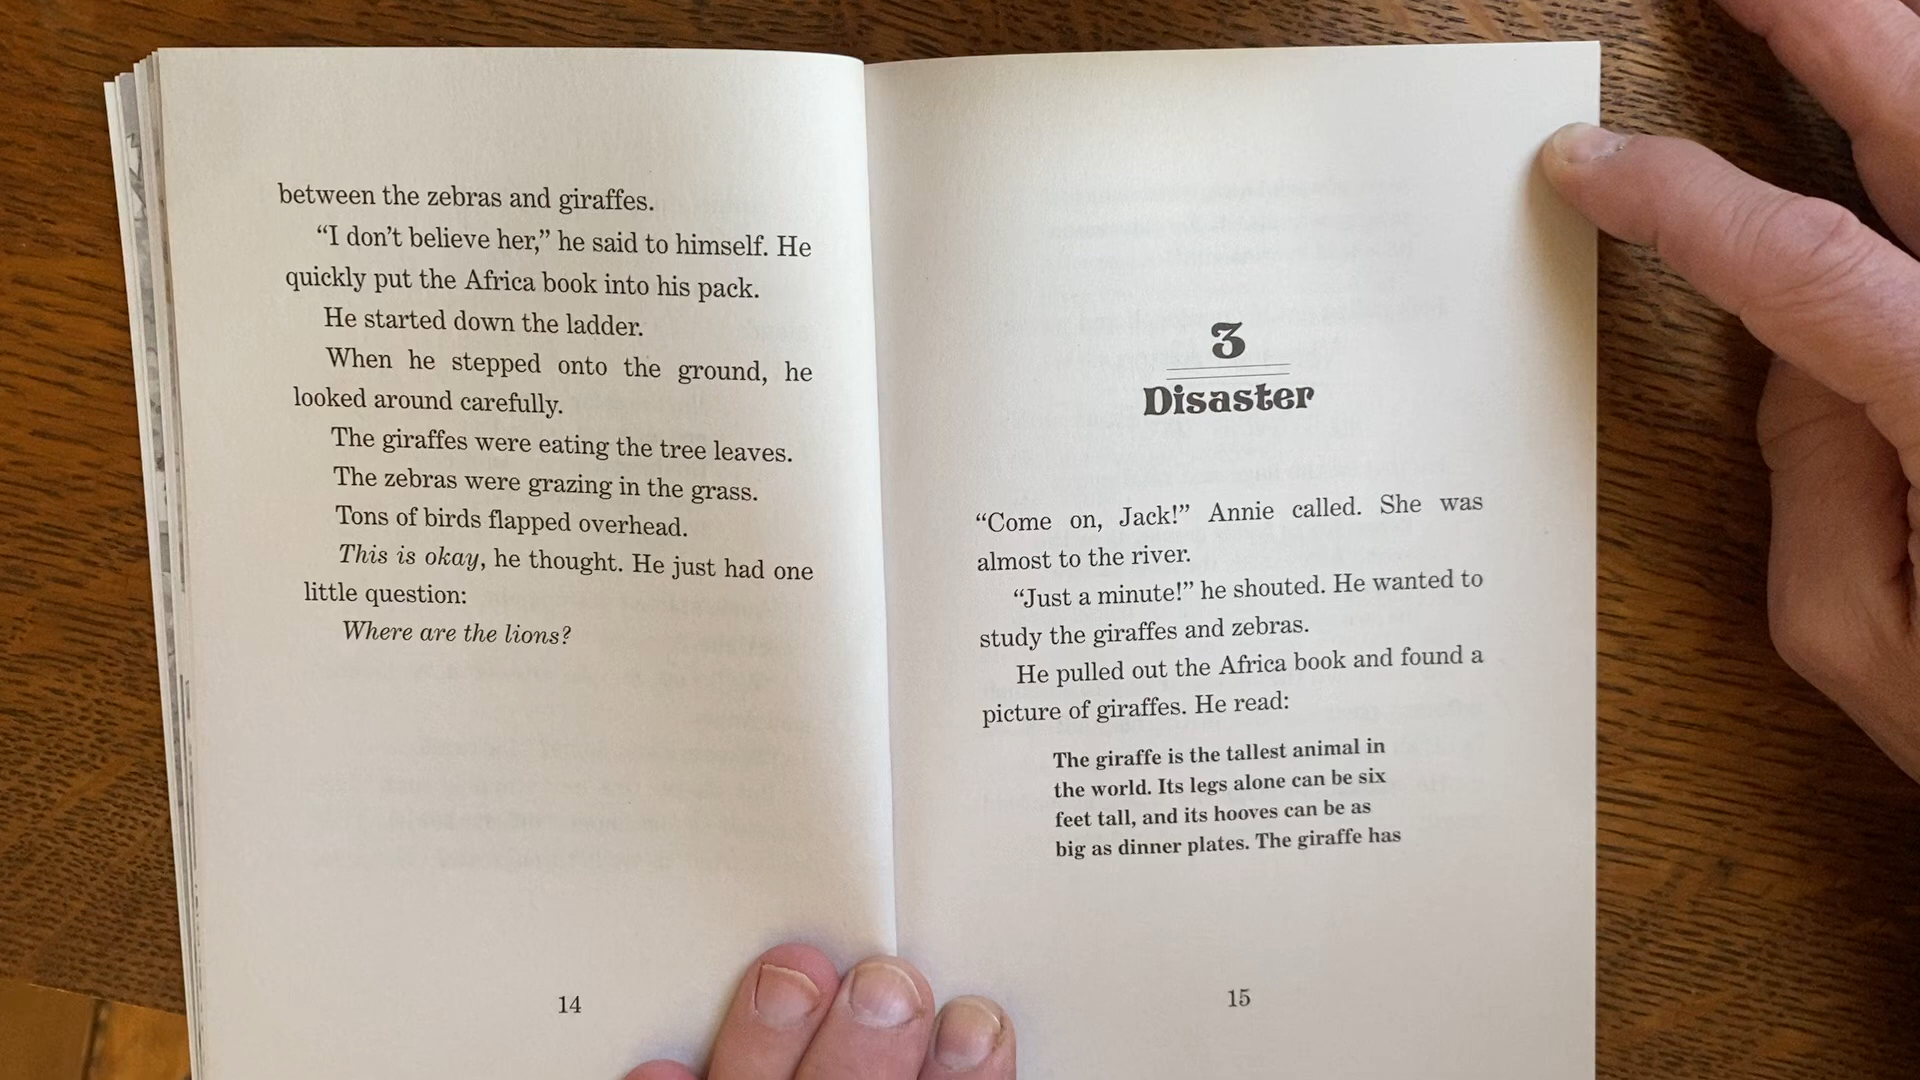 between the zebras and giraffes.
“I don’t believe her,” he said to himself. He
quickly put the Africa book into his pack.
He started down the ladder.
When he stepped onto the ground, he
looked around carefully.
The giraffes were eating the tree leaves.
The zebras were grazing in the grass.
Tons of birds flapped overhead.
This is okay, he thought. He just had one
little question:
Where are the lions?
14
3
Disaster
“Come on, Jack!” Annie called. She was
almost to the river.
“Just a minute!” he shouted. He wanted to
study the giraffes and zebras.
He pulled out the Africa book and found a
picture of giraffes. He read:
The giraffe is the tallest animal in
the world. Its legs alone can be six
feet tall, and its hooves can be as
big as dinner plates. The giraffe has
15